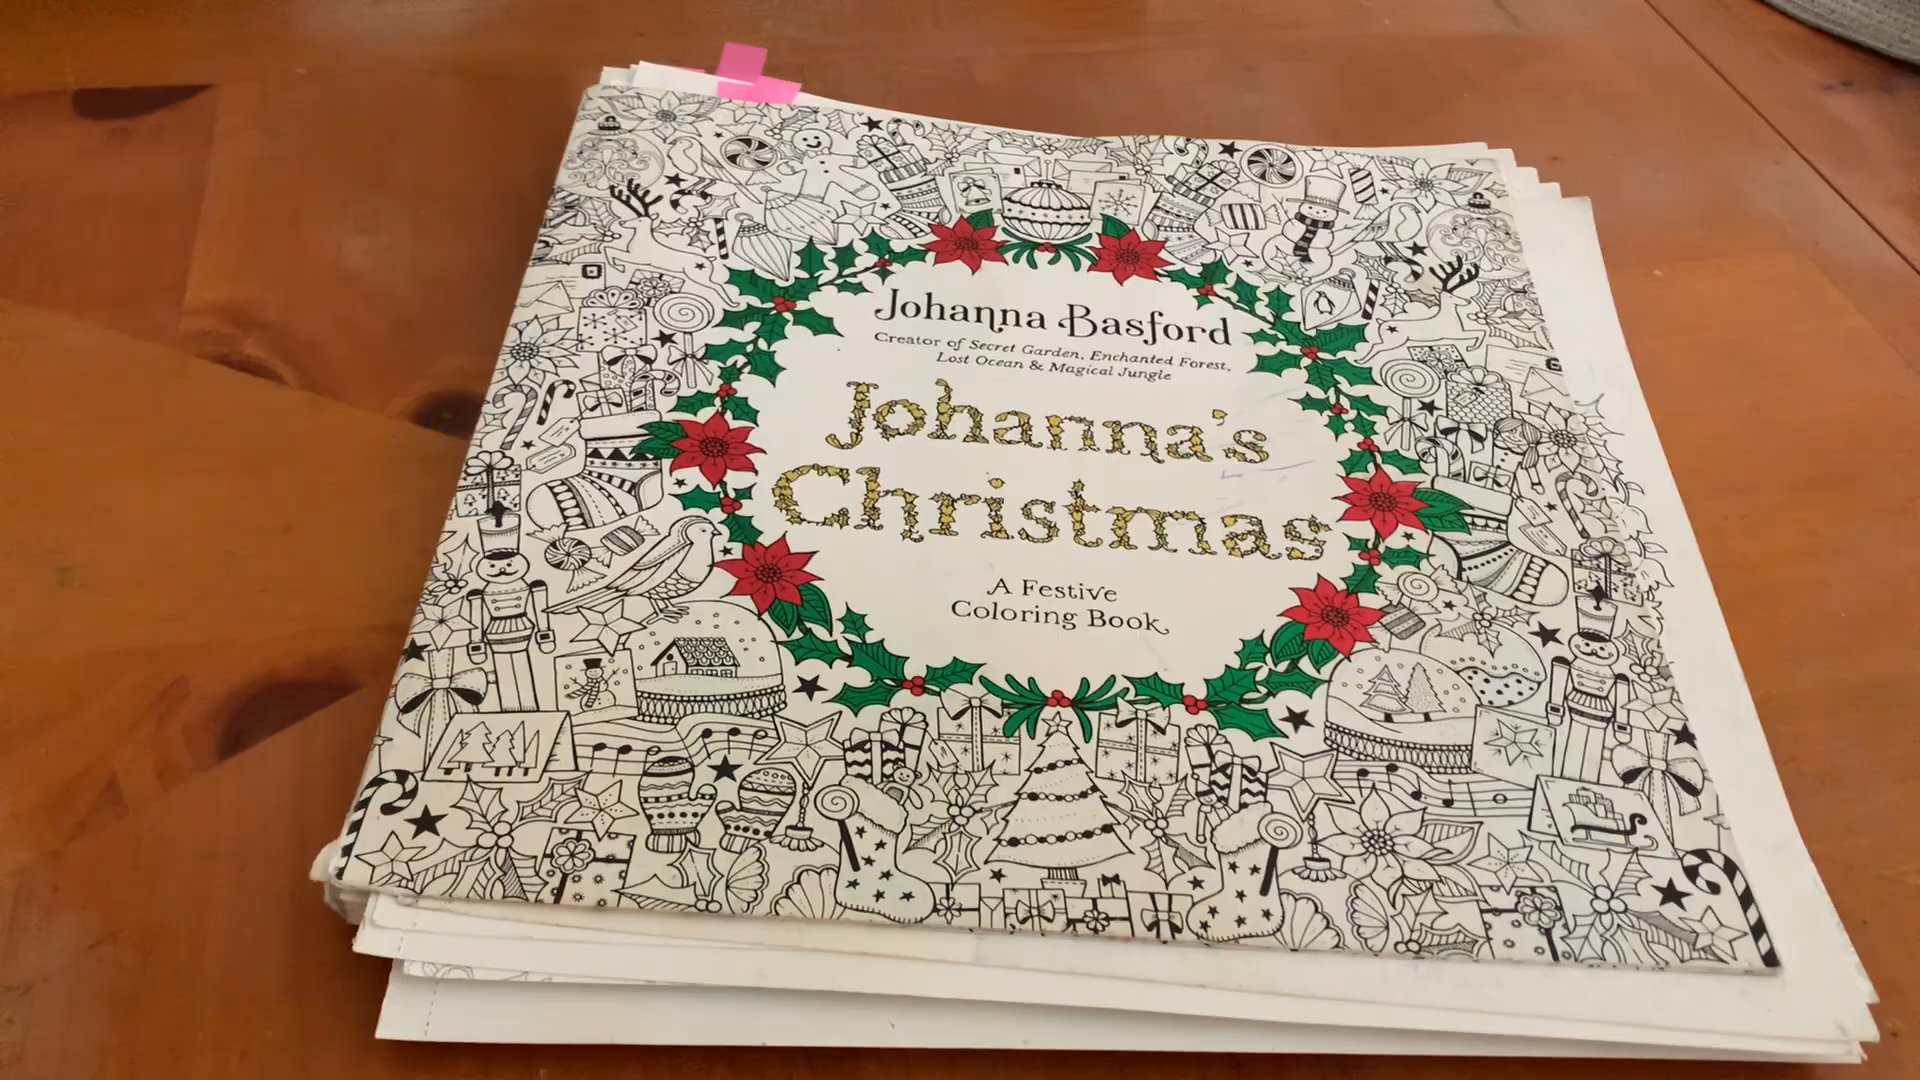 Johanna Basford
Creator of Secret Garden, Enchanted Forest,
Lost Ocean & Magical Jungle
Johanna's
Christmas
A Festive
Coloring Book